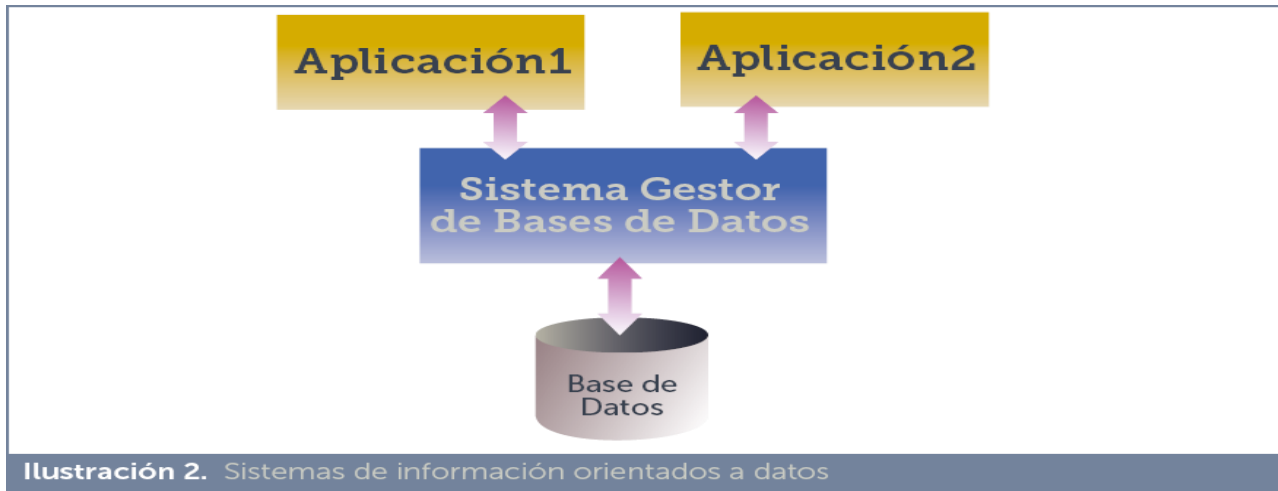 Aplicación1
Aplicación2
Sistema Gestor
de Bases de Datos
Base de
Datos
Ilustración 2. Sistemas de información orientados a datos